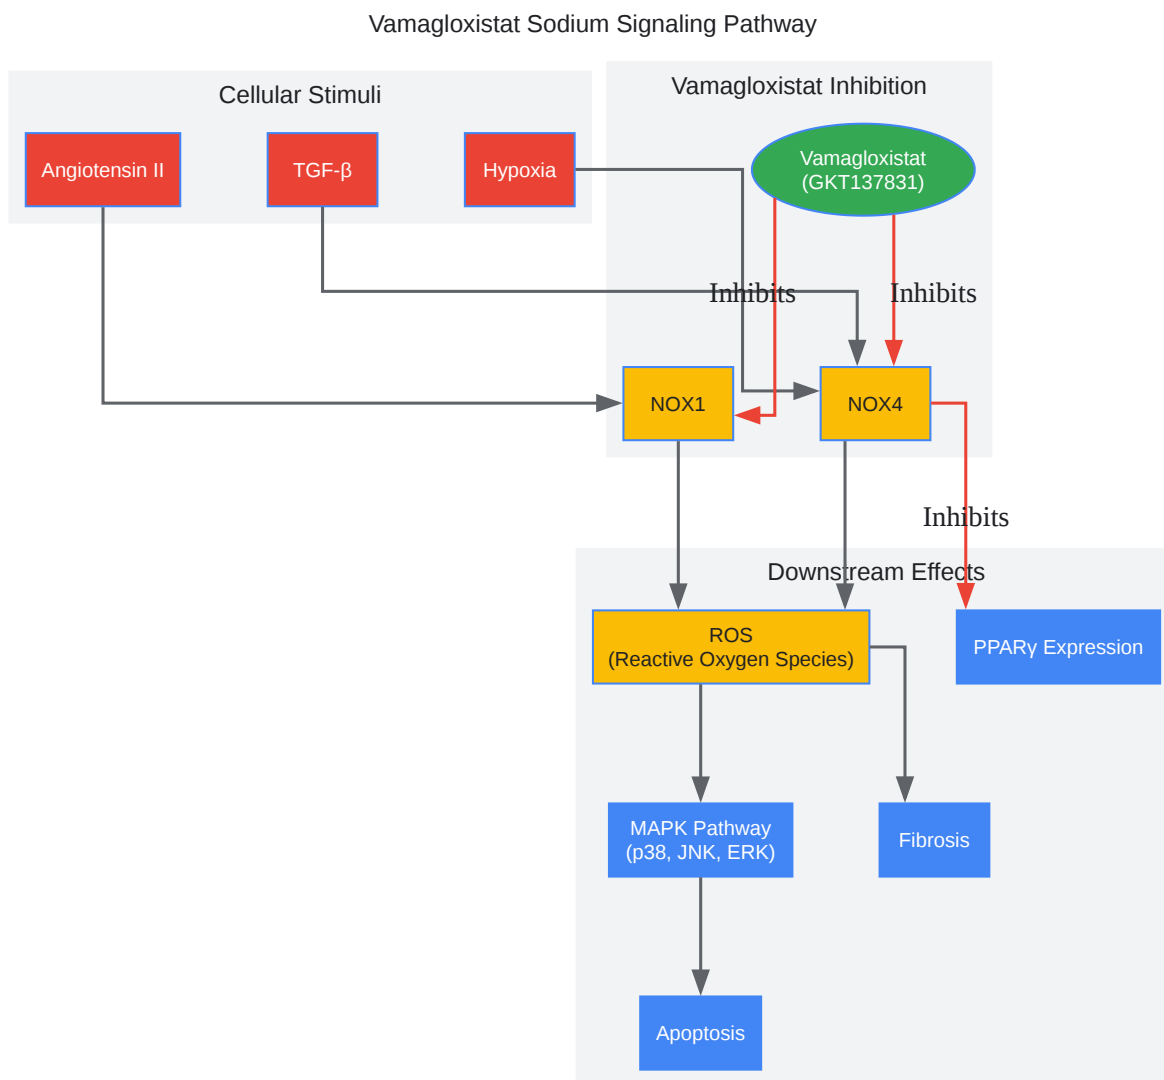 Vamagloxistat Sodium Signaling Pathway
Cellular Stimuli
Vamagloxistat Inhibition
Angiotensin II
TGF-β
Hypoxia
Vamagloxistat
(GKT137831)
Inhibits
Inhibits
NOX1
NOX4
Inhibits
Downstream Effects
ROS
(Reactive Oxygen Species)
PPARγ Expression
MAPK Pathway
(p38, JNK, ERK)
Fibrosis
Apoptosis